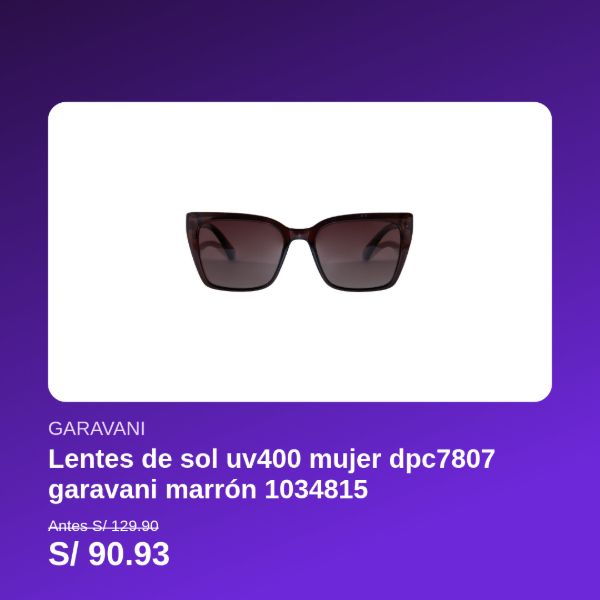 GARAVANI
Lentes de sol uv400 mujer dpc7807
garavani marrón 1034815
Antes S/ 129.90
S/ 90.93